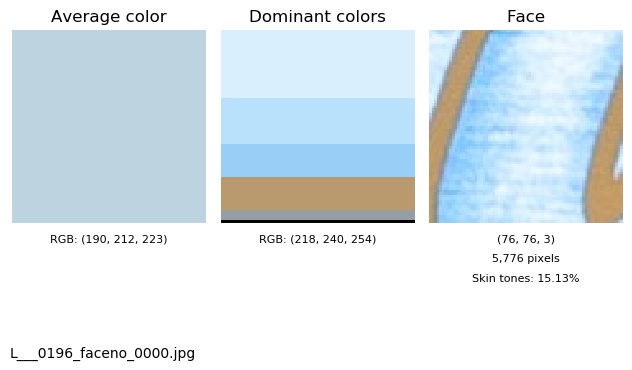 Average color
Dominant colors
Face
RGB: (190, 212, 223)
RGB: (218, 240, 254)
(76, 76, 3)
5,776 pixels
Skin tones: 15.13%
L___0196_faceno_0000.jpg